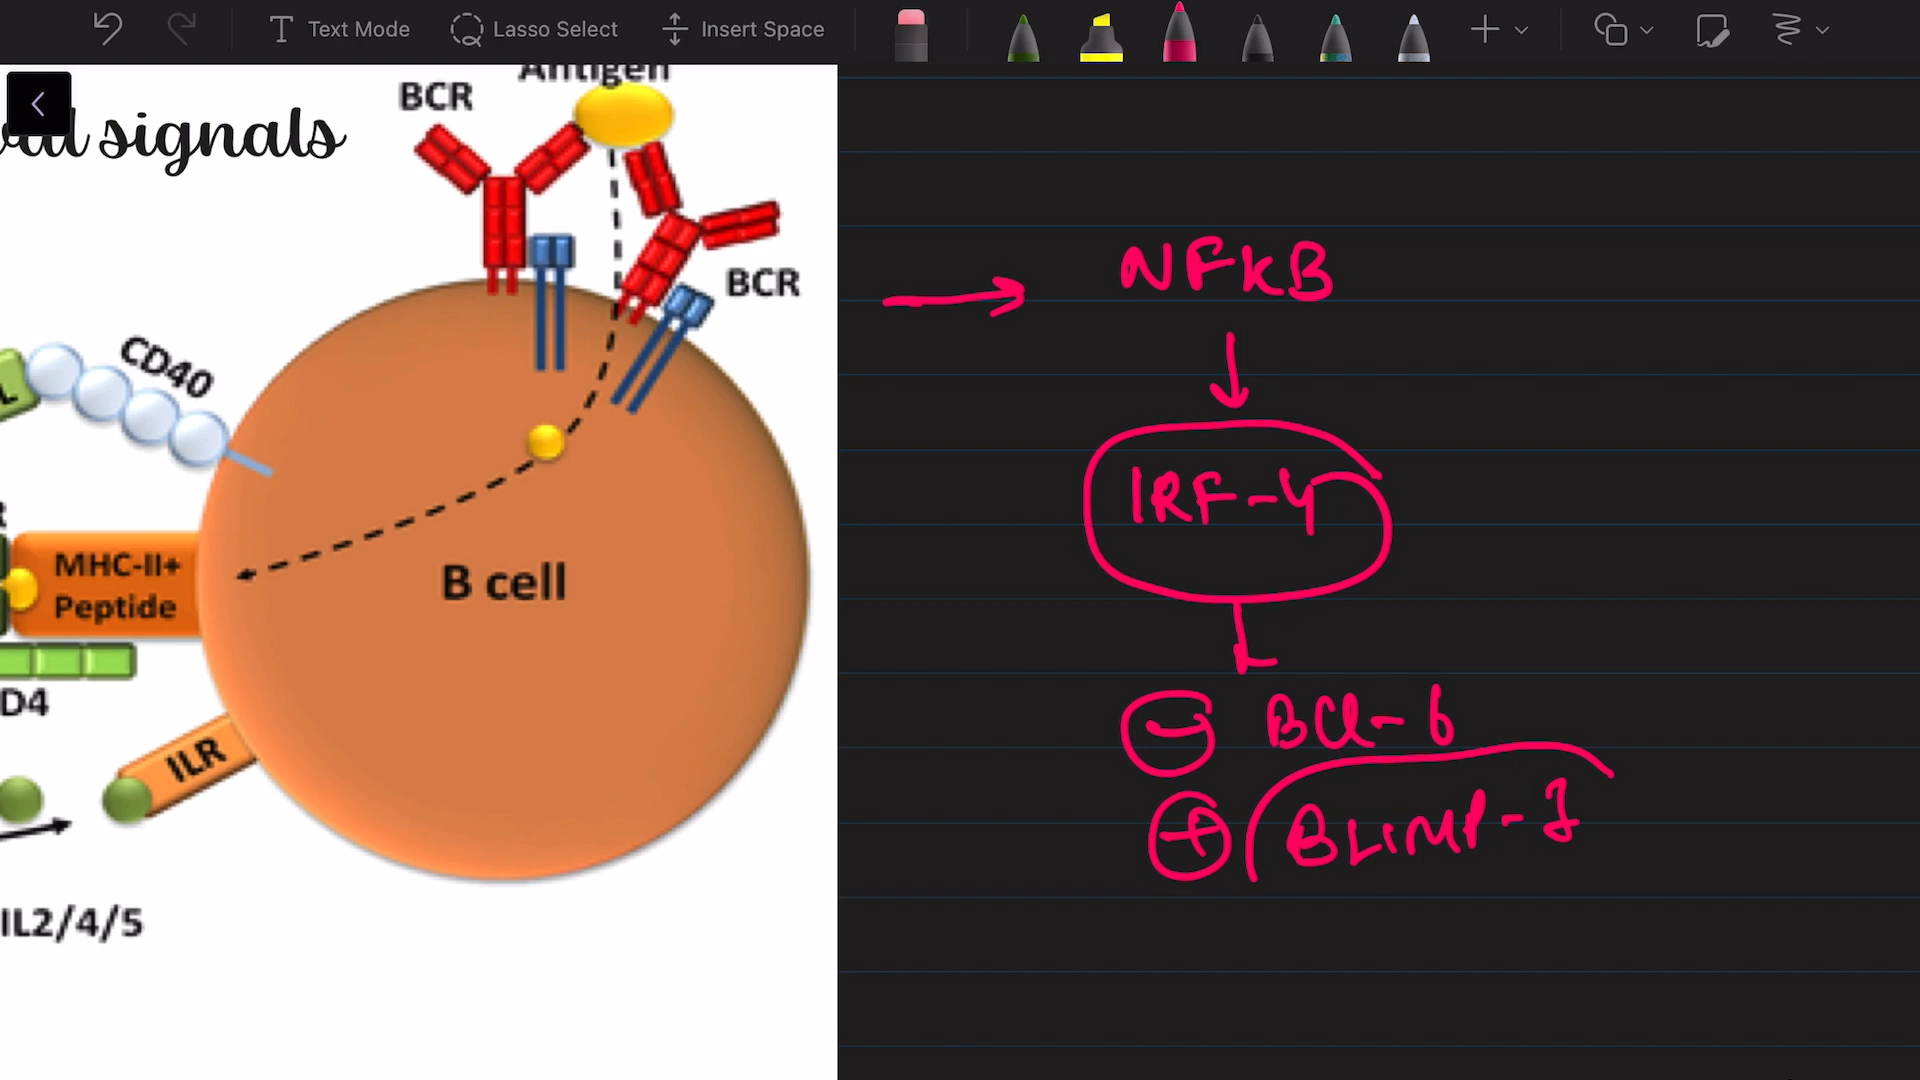 Text Mode
Lasso Select
Insert Space
Antigen
BCR
signals
BCR
CD40
L
R
MHC-II+
Peptide
B cell
D4
ILR
IL2/4/5
NFKB
IRF-4
- BCL-6
+ BLIMP-1